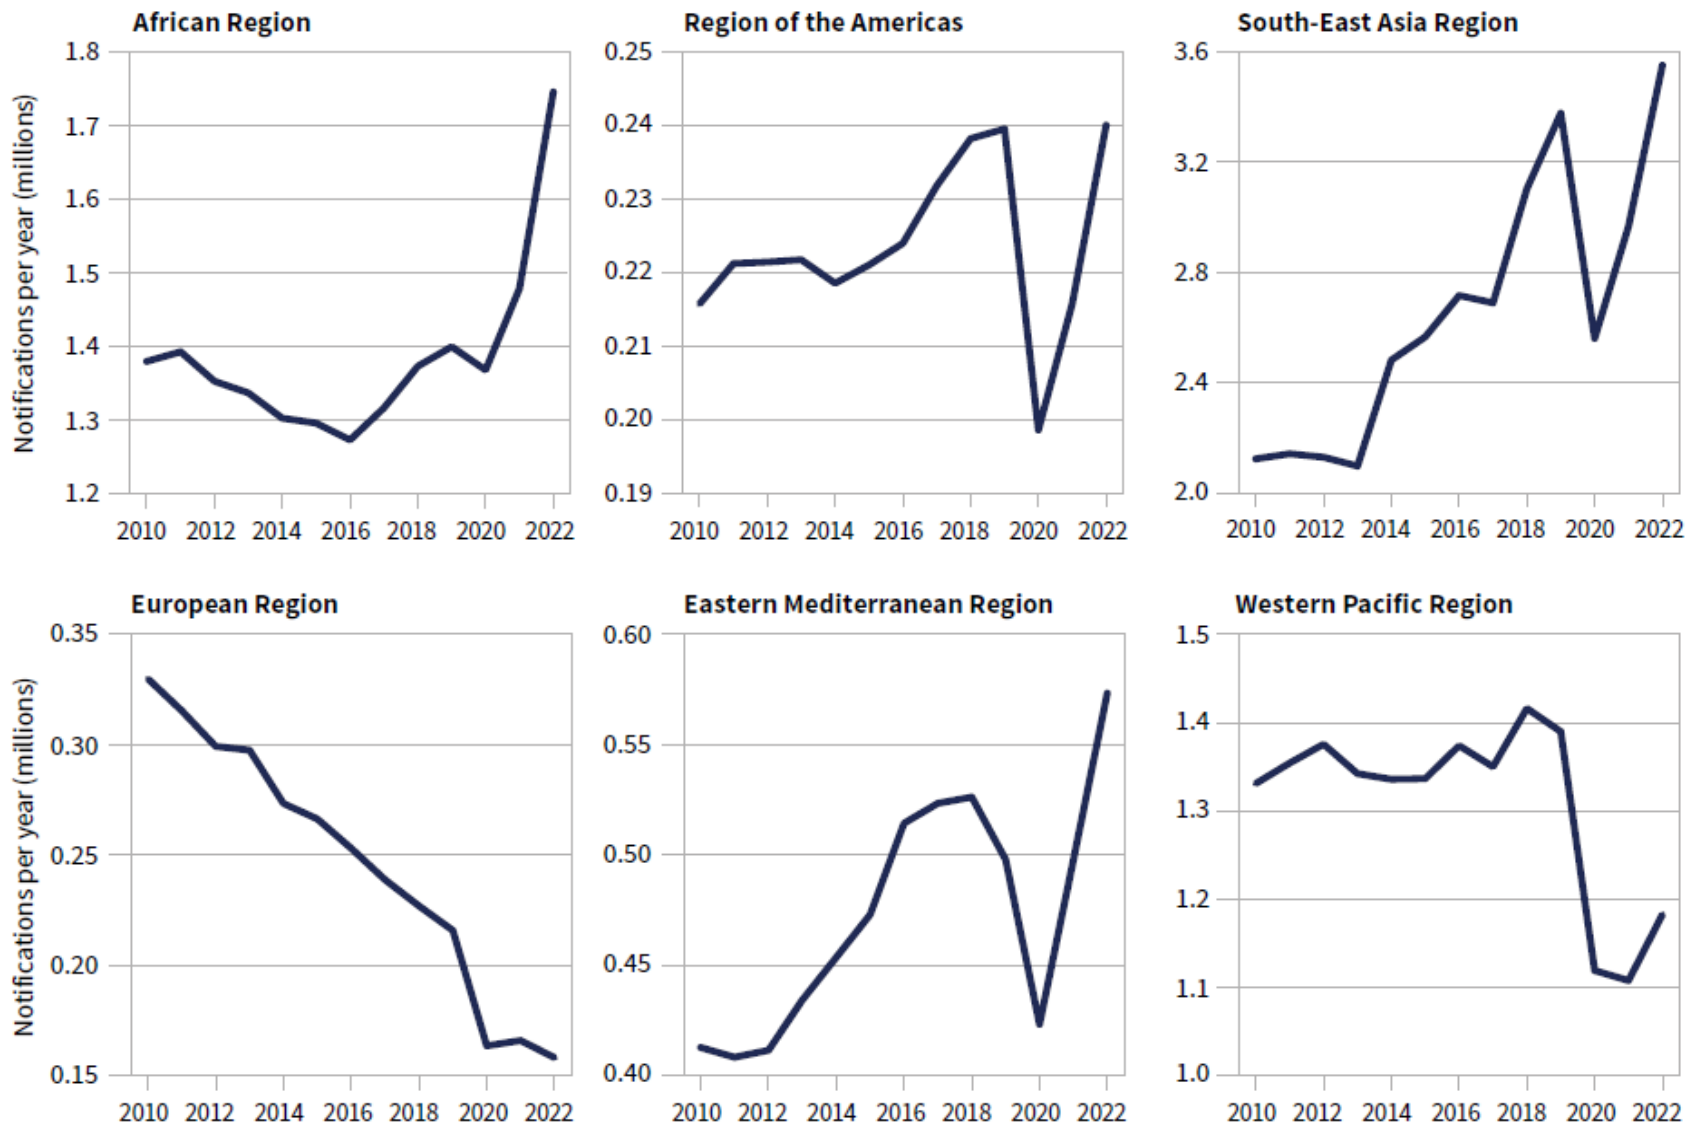 African Region
Region of the Americas
South-East Asia Region
Notifications per year (millions)
1.8
1.7
1.6
1.5
1.4
1.3
1.2
2010 2012 2014 2016 2018 2020 2022
0.25
0.24
0.23
0.22
0.21
0.20
0.19
2010 2012 2014 2016 2018 2020 2022
3.6
3.2
2.8
2.4
2.0
2010 2012 2014 2016 2018 2020 2022
European Region
Eastern Mediterranean Region
Western Pacific Region
Notifications per year (millions)
0.35
0.30
0.25
0.20
0.15
2010 2012 2014 2016 2018 2020 2022
0.60
0.55
0.50
0.45
0.40
2010 2012 2014 2016 2018 2020 2022
1.5
1.4
1.3
1.2
1.1
1.0
2010 2012 2014 2016 2018 2020 2022